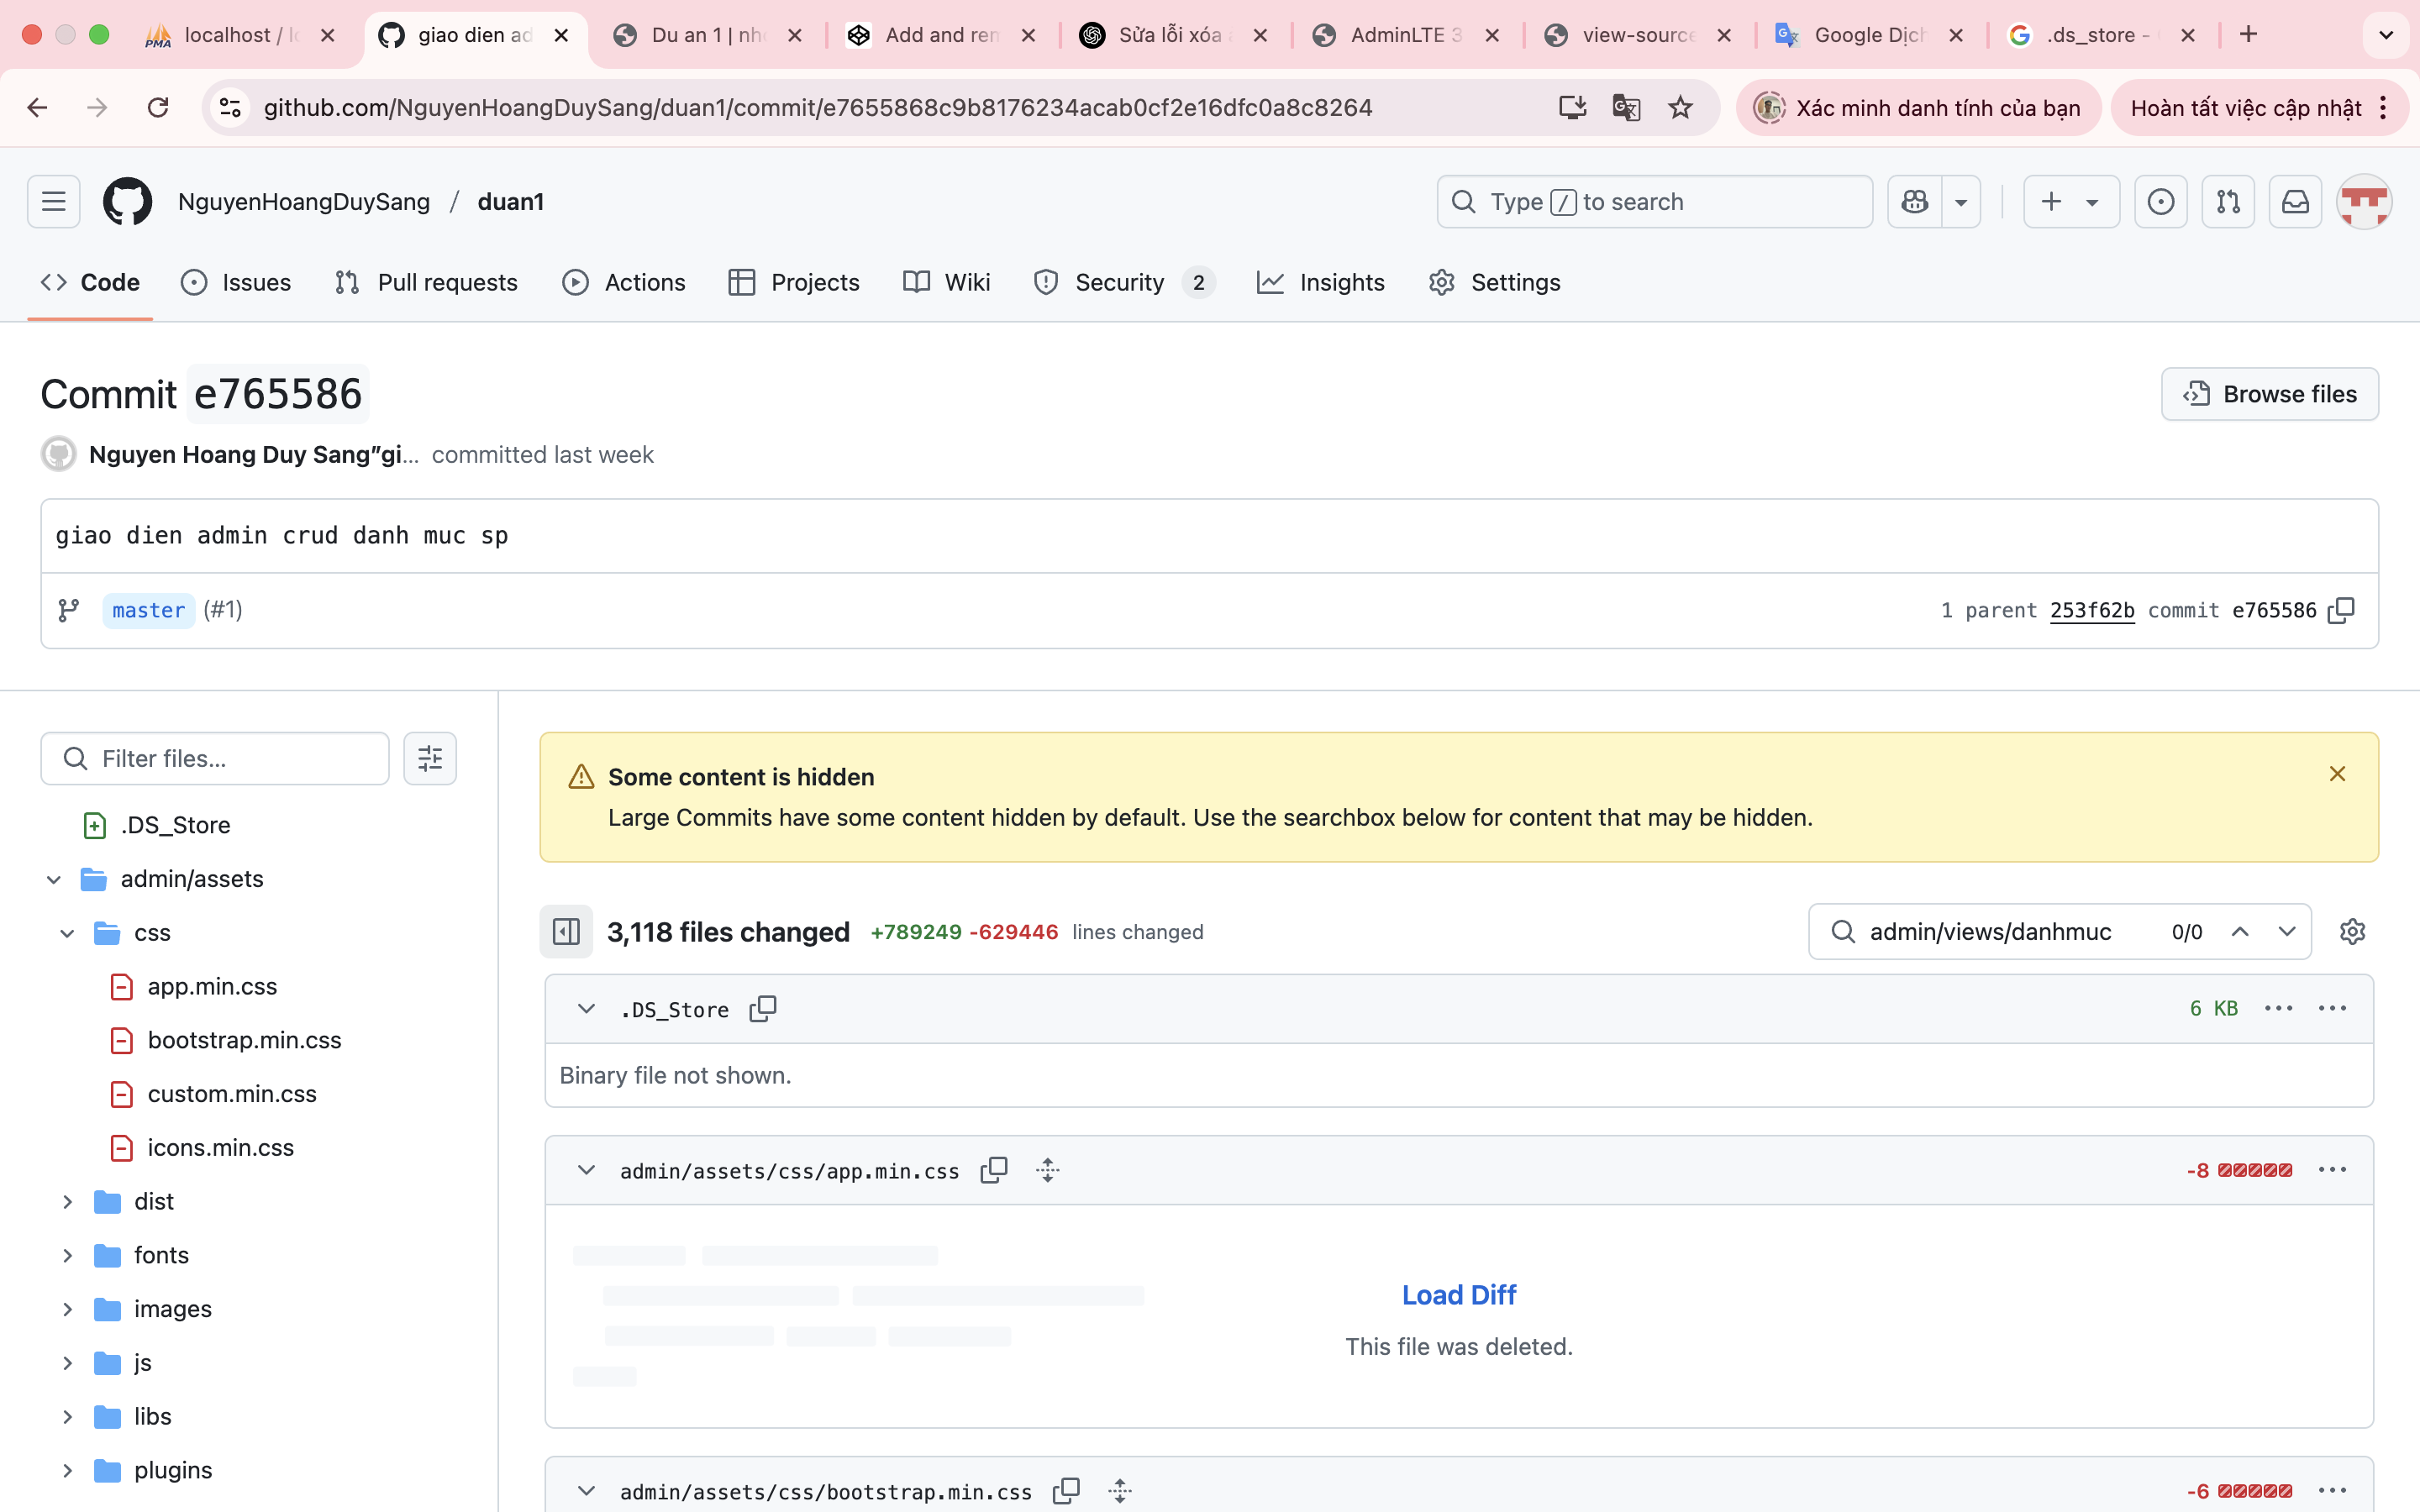 localhost / lo
giao dien ad
Du an 1 | nh
Add and ren
Sửa lỗi xóa
AdminLTE 3
view-source
Google Dịch
.ds_store -
github.com/NguyenHoangDuySang/duan1/commit/e7655868c9b8176234acab0cf2e16dfc0a8c8264
Xác minh danh tính của bạn
Hoàn tất việc cập nhật
NguyenHoangDuySang / duan1
Type / to search
Code
Issues
Pull requests
Actions
Projects
Wiki
Security 2
Insights
Settings
Commit e765586
Browse files
Nguyen Hoang Duy Sang"gi... committed last week
giao dien admin crud danh muc sp
master (#1)
1 parent 253f62b commit e765586
Filter files...
.DS_Store
admin/assets
css
app.min.css
bootstrap.min.css
custom.min.css
icons.min.css
dist
fonts
images
js
libs
plugins
Some content is hidden
Large Commits have some content hidden by default. Use the searchbox below for content that may be hidden.
3,118 files changed +789249 -629446 lines changed
admin/views/danhmuc 0/0
.DS_Store
6 KB
Binary file not shown.
admin/assets/css/app.min.css
-8
Load Diff
This file was deleted.
admin/assets/css/bootstrap.min.css
-6